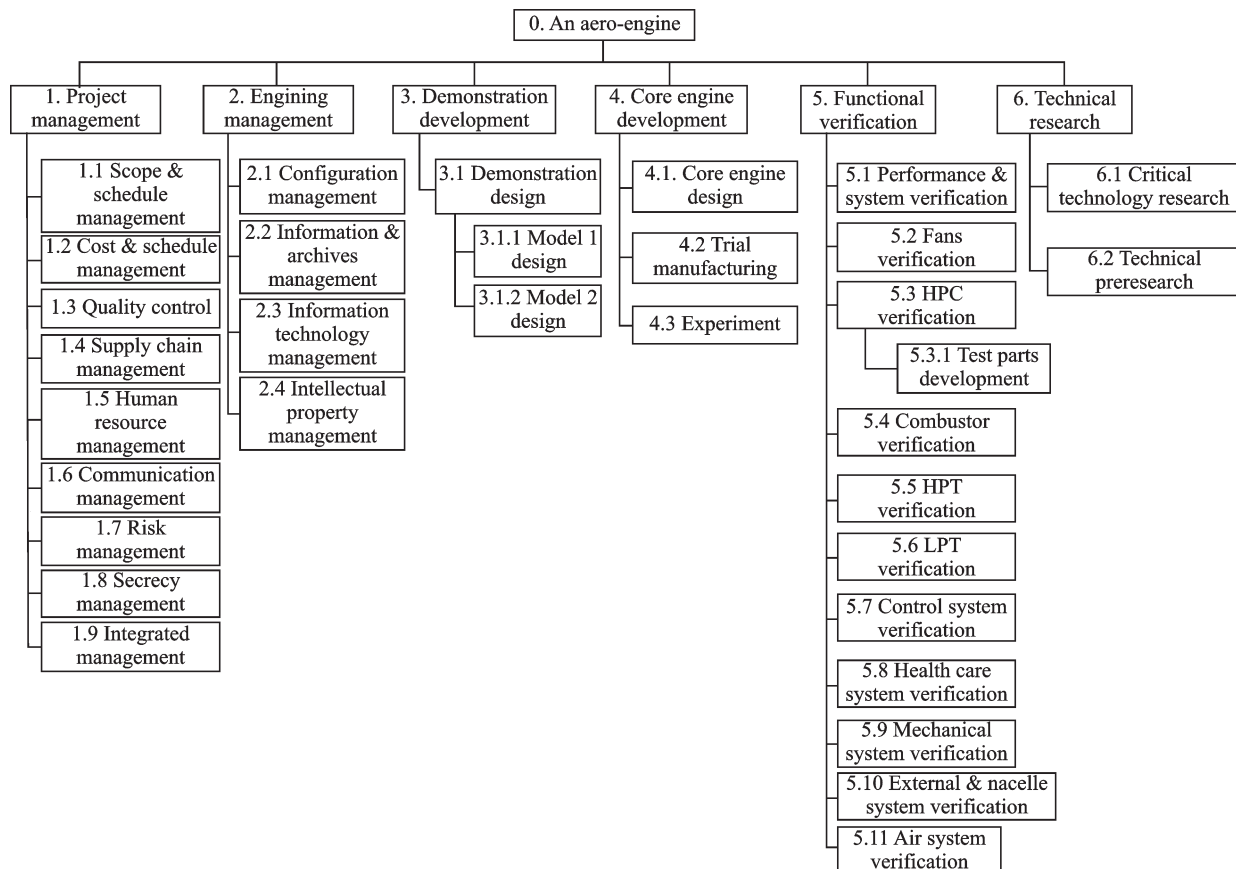 0. An aero-engine
1. Project
management
1.1 Scope &
schedule
management
1.2 Cost & schedule
management
1.3 Quality control
1.4 Supply chain
management
1.5 Human
resource
management
1.6 Communication
management
1.7 Risk
management
1.8 Secrecy
management
1.9 Integrated
management
2. Engining
management
2.1 Configuration
management
2.2 Information &
archives
management
2.3 Information
technology
management
2.4 Intellectual
property
management
3. Demonstration
development
3.1 Demonstration
design
3.1.1 Model 1
design
3.1.2 Model 2
design
4. Core engine
development
4.1. Core engine
design
4.2 Trial
manufacturing
4.3 Experiment
5. Functional
verification
5.1 Performance &
system verification
5.2 Fans
verification
5.3 HPC
verification
5.3.1 Test parts
development
5.4 Combustor
verification
5.5 HPT
verification
5.6 LPT
verification
5.7 Control system
verification
5.8 Health care
system verification
5.9 Mechanical
system verification
5.10 External & nacelle
system verification
5.11 Air system
verification
6. Technical
research
6.1 Critical
technology research
6.2 Technical
preresearch